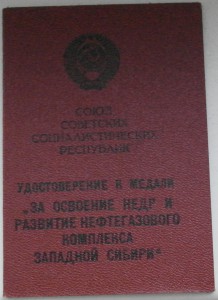 СОЮЗ
СОВЕТСКИХ
СОЦИАЛИСТИЧЕСКИХ
РЕСПУБЛИК
УДОСТОВЕРЕНИЕ К МЕДАЛИ
„ЗА ОСВОЕНИЕ НЕДР И
РАЗВИТИЕ НЕФТЕГАЗОВОГО
КОМПЛЕКСА
ЗАПАДНОЙ СИБИРИ“